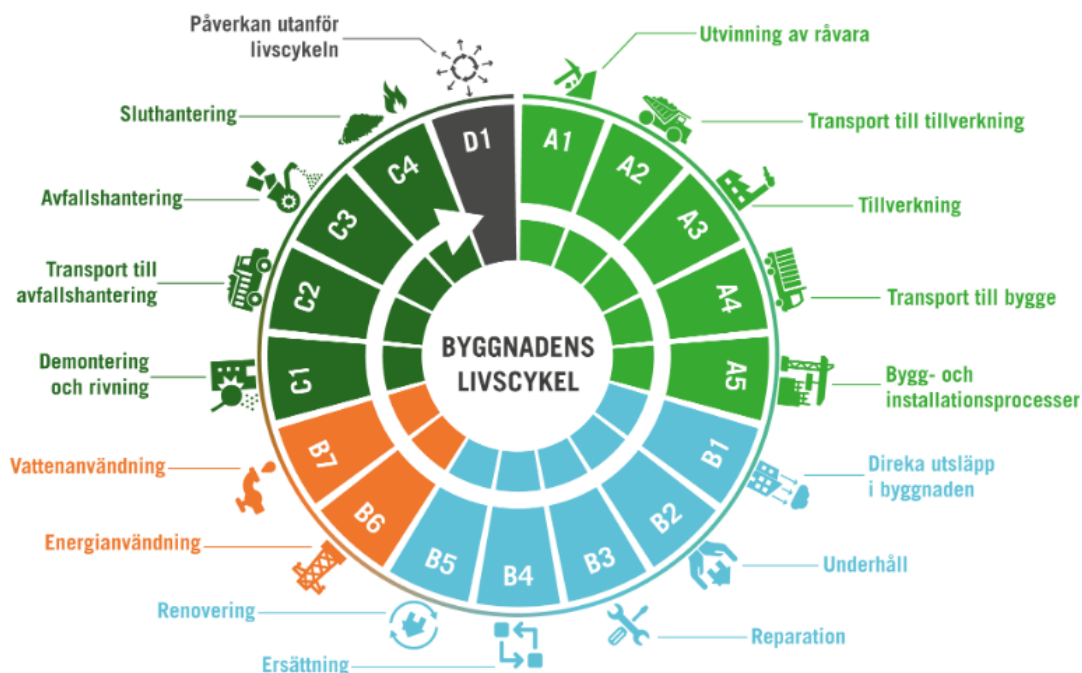 Påverkan utanför
livscykeln
Utvinning av råvara
Sluthantering
Transport till tillverkning
Avfallshantering
Tillverkning
Transport till
avfallshantering
Transport till bygge
Demontering
och rivning
Bygg- och
installationsprocesser
Vattenanvändning
Direka utsläpp
i byggnaden
Energianvändning
Underhåll
Renovering
Reparation
Ersättning
BYGGNADENS
LIVSCYKEL
A1
A2
A3
A4
A5
B1
B2
B3
B4
B5
B6
B7
C1
C2
C3
C4
D1